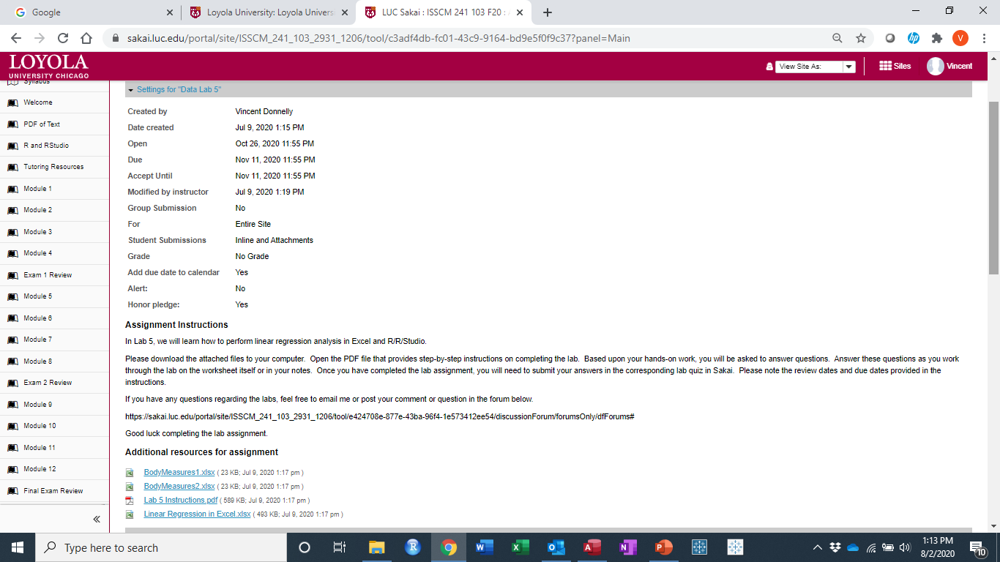 Google
Loyola University: Loyola Univers
LUC Sakai : ISSCM 241 103 F20 :
sakai.luc.edu/portal/site/ISSCM_241_103_2931_1206/tool/c3adf4db-fc01-43c9-9164-bd9e5f0f9c37?panel=Main
V
LOYOLA
UNIVERSITY CHICAGO
View Site As:
Sites
Vincent
Syllabus
Welcome
PDF of Text
R and RStudio
Tutoring Resources
Module 1
Module 2
Module 3
Module 4
Exam 1 Review
Module 5
Module 6
Module 7
Module 8
Exam 2 Review
Module 9
Module 10
Module 11
Module 12
Final Exam Review
«
Settings for "Data Lab 5"
Created by Vincent Donnelly
Date created Jul 9, 2020 1:15 PM
Open Oct 26, 2020 11:55 PM
Due Nov 11, 2020 11:55 PM
Accept Until Nov 11, 2020 11:55 PM
Modified by instructor Jul 9, 2020 1:19 PM
Group Submission No
For Entire Site
Student Submissions Inline and Attachments
Grade No Grade
Add due date to calendar Yes
Alert: No
Honor pledge: Yes
Assignment Instructions
In Lab 5, we will learn how to perform linear regression analysis in Excel and R/R/Studio.
Please download the attached files to your computer. Open the PDF file that provides step-by-step instructions on completing the lab. Based upon your hands-on work, you will be asked to answer questions. Answer these questions as you work
through the lab on the worksheet itself or in your notes. Once you have completed the lab assignment, you will need to submit your answers in the corresponding lab quiz in Sakai. Please note the review dates and due dates provided in the
instructions.
If you have any questions regarding the labs, feel free to email me or post your comment or question in the forum below.
https://sakai.luc.edu/portal/site/ISSCM_241_103_2931_1206/tool/e424708e-877e-43ba-96f4-1e573412ee54/discussionForum/forumsOnly/dfForums#
Good luck completing the lab assignment.
Additional resources for assignment
BodyMeasures1.xlsx ( 23 KB; Jul 9, 2020 1:17 pm )
BodyMeasures2.xlsx ( 23 KB; Jul 9, 2020 1:17 pm )
Lab 5 Instructions.pdf ( 589 KB; Jul 9, 2020 1:17 pm )
Linear Regression in Excel.xlsx ( 493 KB; Jul 9, 2020 1:17 pm )
Type here to search
1:13 PM
8/2/2020
10